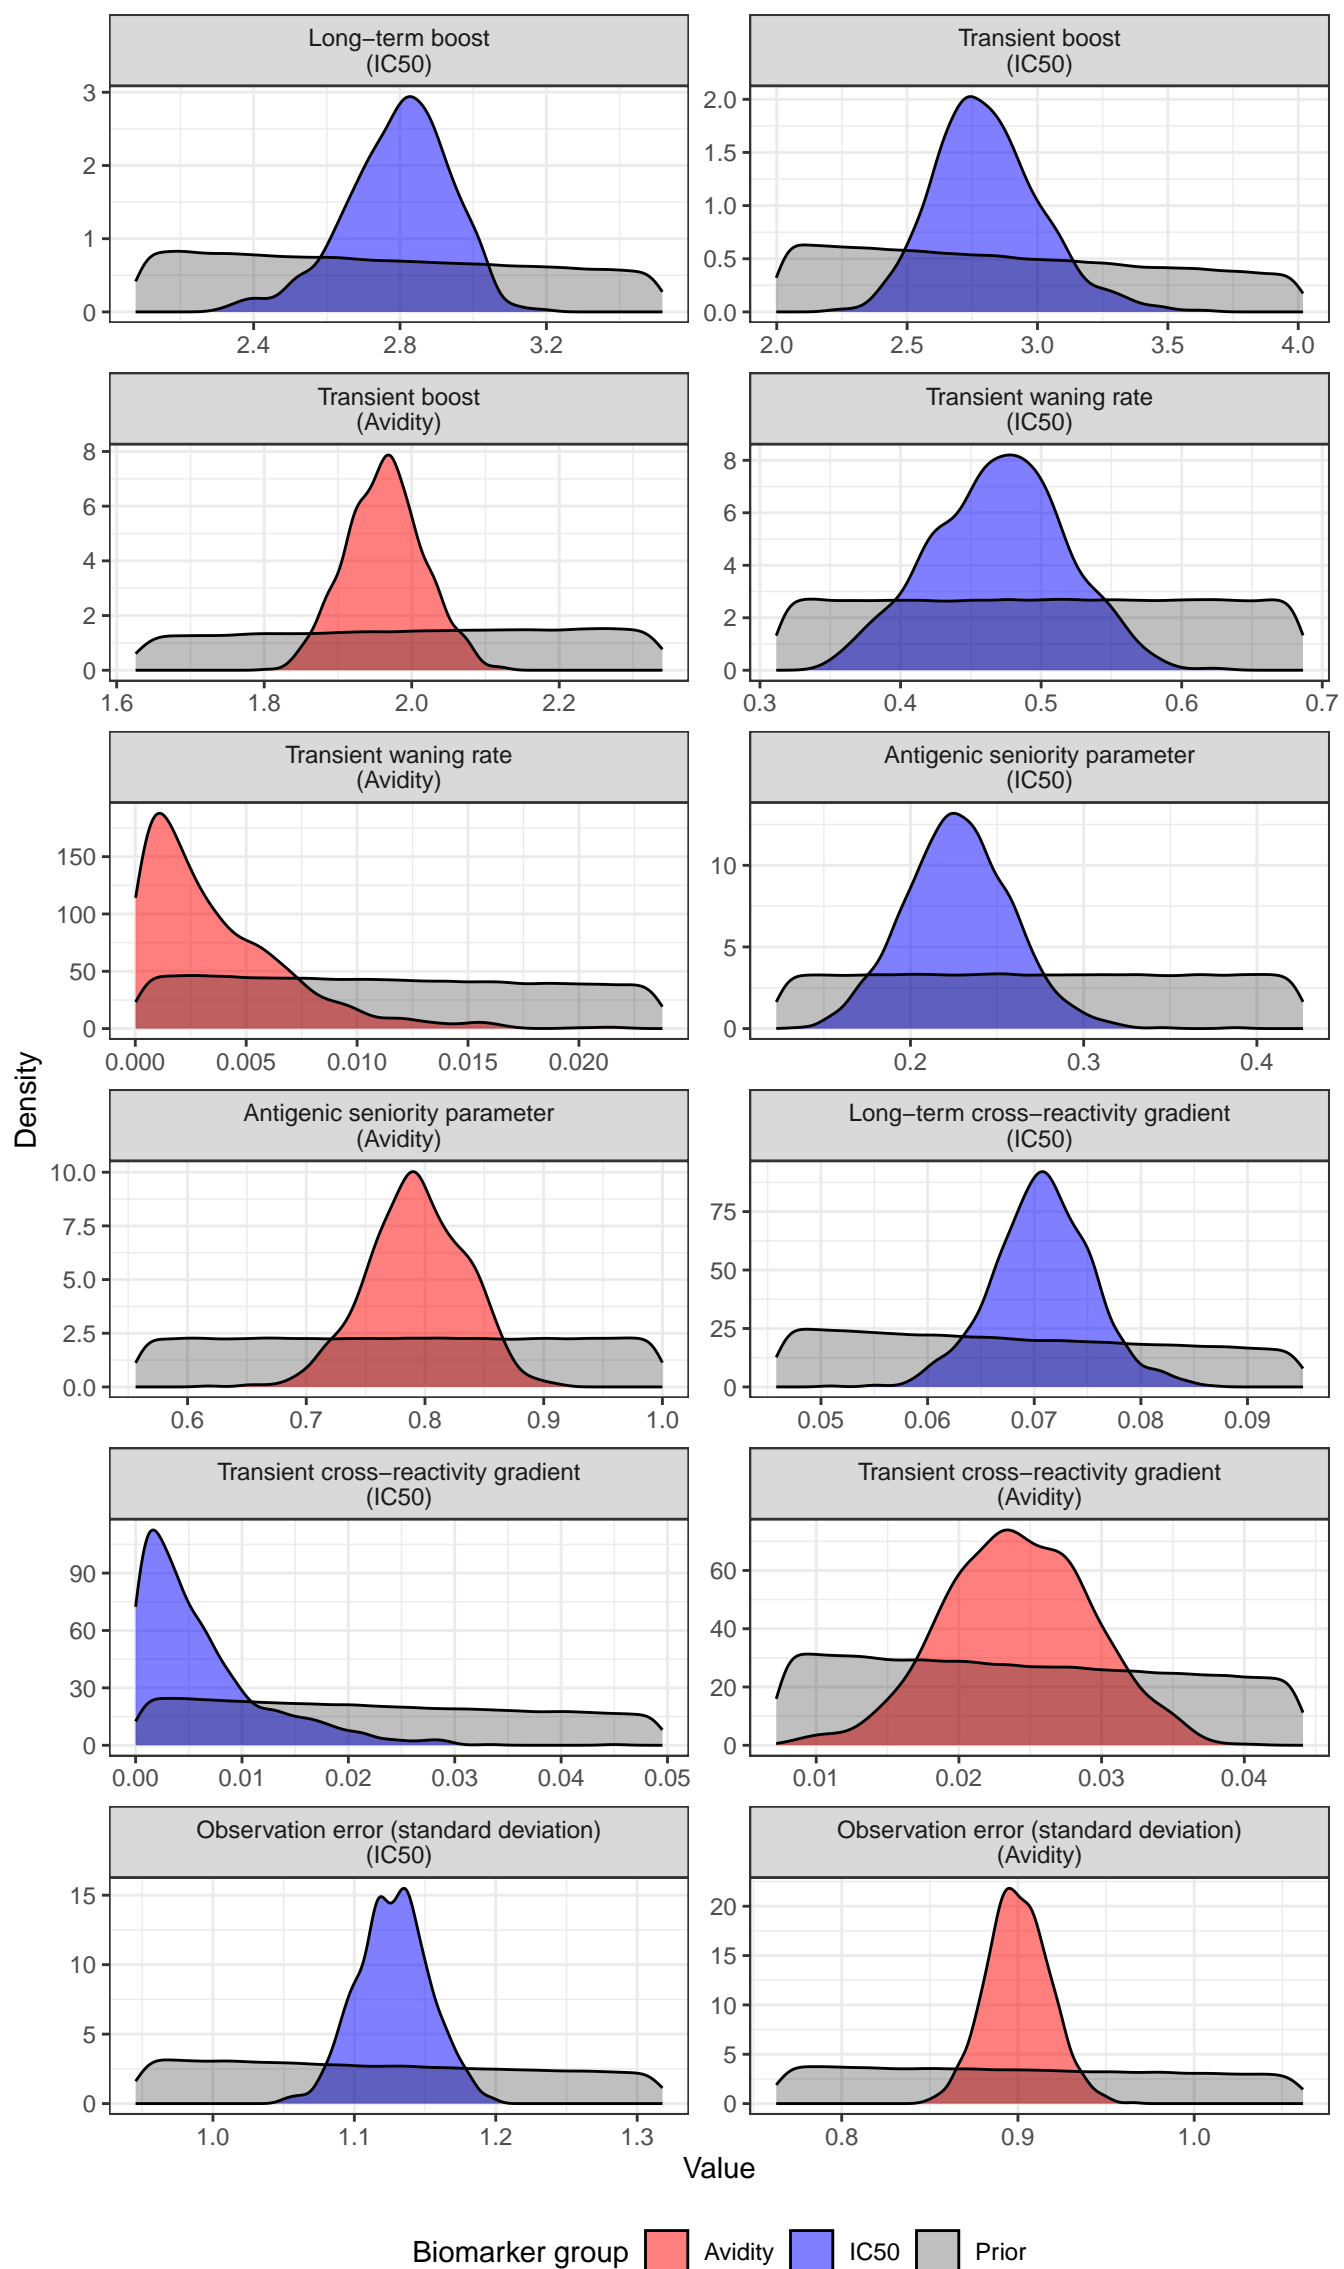 Long−term boost
(IC50)
Transient boost
(IC50)
3
2
1
0
2.4 2.8 3.2
2.0
1.5
1.0
0.5
0.0
2.0 2.5 3.0 3.5 4.0
Transient boost
(Avidity)
Transient waning rate
(IC50)
8
6
4
2
0
1.6 1.8 2.0 2.2
8
6
4
2
0
0.3 0.4 0.5 0.6 0.7
Transient waning rate
(Avidity)
Antigenic seniority parameter
(IC50)
150
100
50
0
0.000 0.005 0.010 0.015 0.020
10
5
0
0.2 0.3 0.4
Density
Antigenic seniority parameter
(Avidity)
Long−term cross−reactivity gradient
(IC50)
10.0
7.5
5.0
2.5
0.0
0.6 0.7 0.8 0.9 1.0
75
50
25
0
0.05 0.06 0.07 0.08 0.09
Transient cross−reactivity gradient
(IC50)
Transient cross−reactivity gradient
(Avidity)
90
60
30
0
0.00 0.01 0.02 0.03 0.04 0.05
60
40
20
0
0.01 0.02 0.03 0.04
Observation error (standard deviation)
(IC50)
Observation error (standard deviation)
(Avidity)
15
10
5
0
1.0 1.1 1.2 1.3
20
15
10
5
0
0.8 0.9 1.0
Value
Biomarker group Avidity IC50 Prior